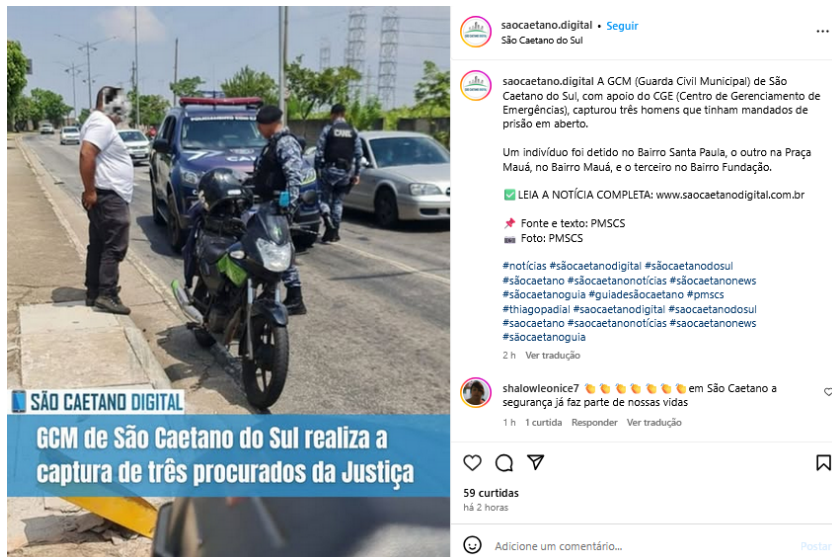 CANIL
SÃO CAETANO DIGITAL
GCM de São Caetano do Sul realiza a
captura de três procurados da Justiça
saocaetano.digital • Seguir
São Caetano do Sul
saocaetano.digital A GCM (Guarda Civil Municipal) de São
Caetano do Sul, com apoio do CGE (Centro de Gerenciamento de
Emergências), capturou três homens que tinham mandados de
prisão em aberto.
Um indivíduo foi detido no Bairro Santa Paula, o outro na Praça
Mauá, no Bairro Mauá, e o terceiro no Bairro Fundação.
✅ LEIA A NOTÍCIA COMPLETA: www.saocaetanodigital.com.br
📌 Fonte e texto: PMSCS
📷 Foto: PMSCS
#notícias #sãocaetanodigital #sãocaetanodosul
#sãocaetano #sãocaetanonotícias #sãocaetanonews
#sãocaetanoguia #guiadesãocaetano #pmscs
#thiagopadial #saocaetanodigital #saocaetanodosul
#saocaetano #saocaetanonotícias #saocaetanonews
#saocaetanoguia
2 h Ver tradução
shalowleonice7 👏👏👏👏👏👏👏em São Caetano a
segurança já faz parte de nossas vidas
1 h 1 curtida Responder Ver tradução
59 curtidas
há 2 horas
Adicione um comentário...
Postar